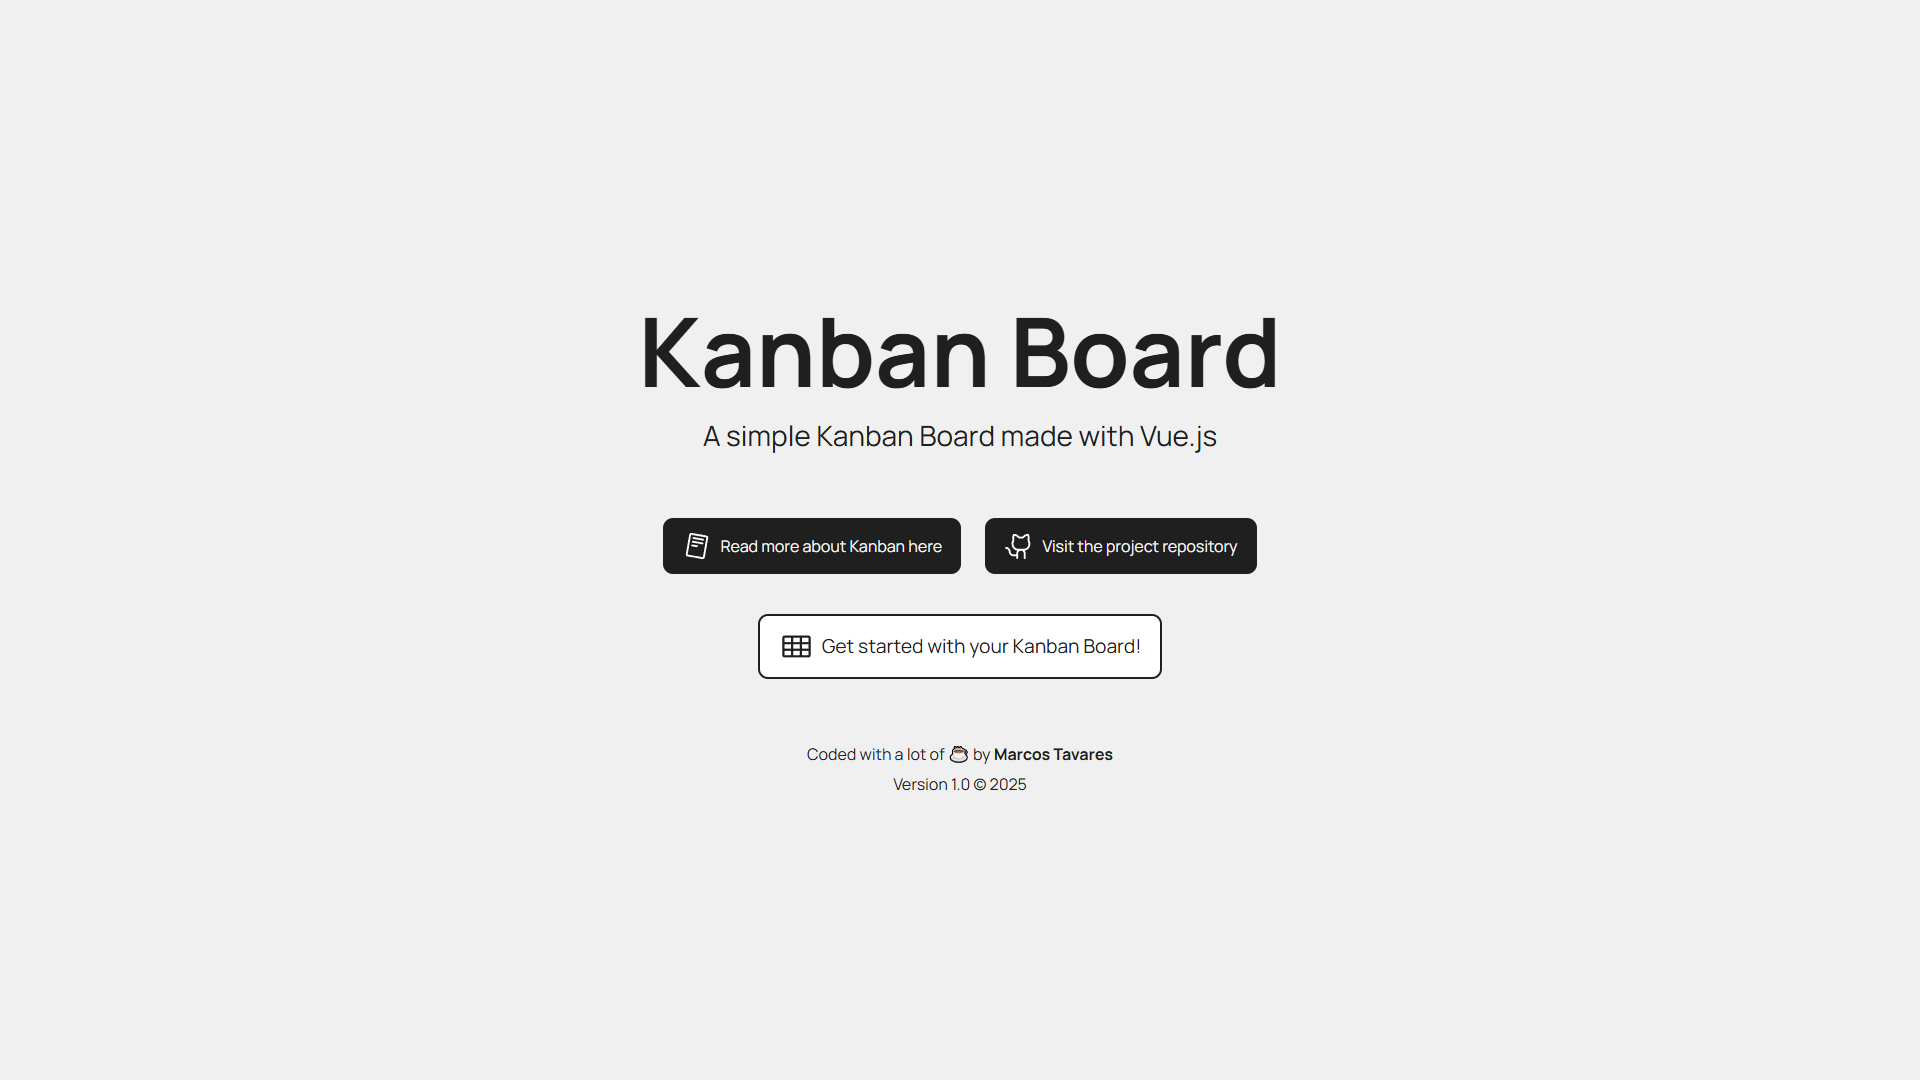 Kanban Board
A simple Kanban Board made with Vue.js
Read more about Kanban here
Visit the project repository
Get started with your Kanban Board!
Coded with a lot of ☕ by Marcos Tavares
Version 1.0 © 2025